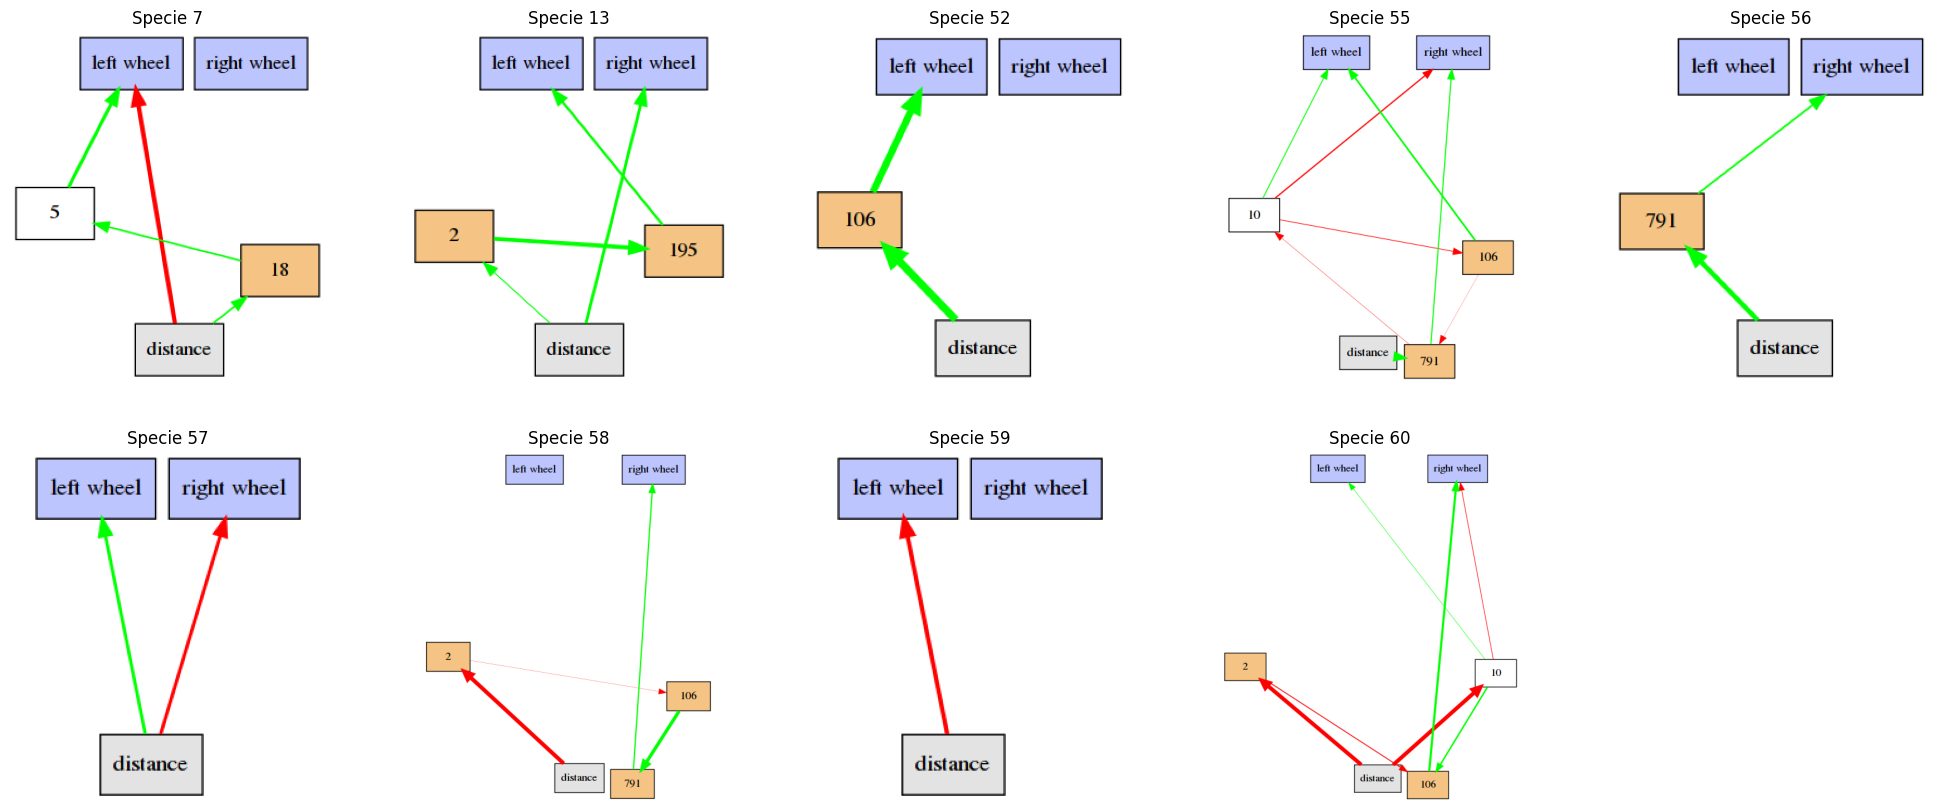 Specie 7
left wheel
right wheel
5
18
distance
Specie 13
left wheel
right wheel
2
195
distance
Specie 52
left wheel
right wheel
106
distance
Specie 55
left wheel
right wheel
10
106
distance
791
Specie 56
left wheel
right wheel
791
distance
Specie 57
left wheel
right wheel
distance
Specie 58
left wheel
right wheel
2
106
distance
791
Specie 59
left wheel
right wheel
distance
Specie 60
left wheel
right wheel
2
10
distance
106